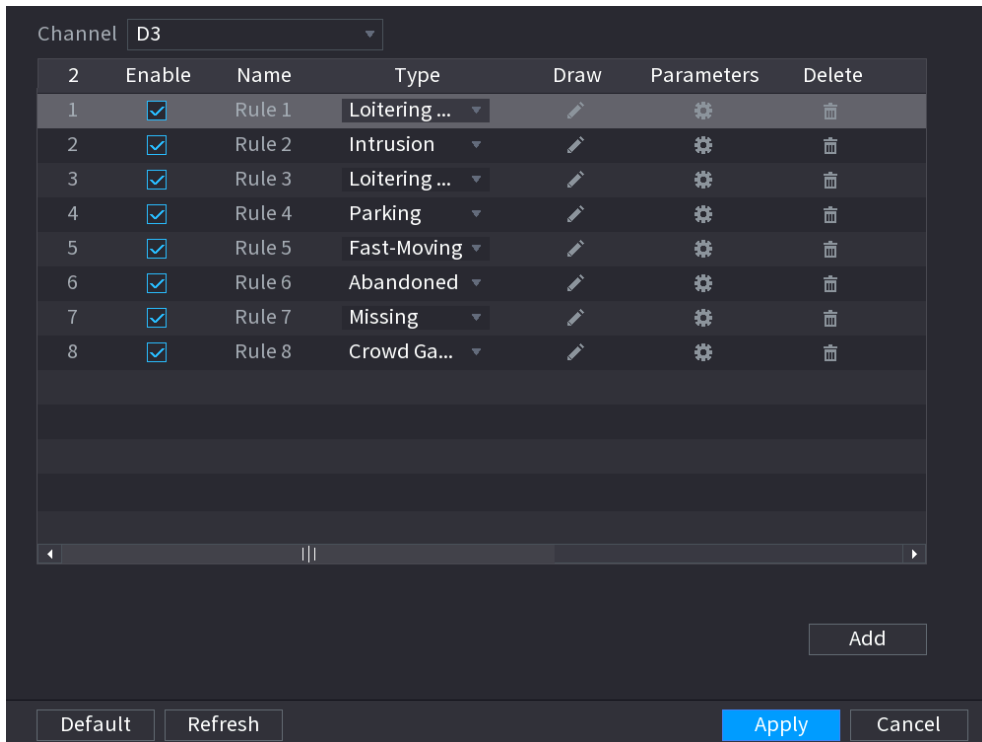 Channel D3
2 Enable Name Type Draw Parameters Delete
1 Rule 1 Loitering ...
2 Rule 2 Intrusion
3 Rule 3 Loitering ...
4 Rule 4 Parking
5 Rule 5 Fast-Moving
6 Rule 6 Abandoned
7 Rule 7 Missing
8 Rule 8 Crowd Ga...
Add
Default Refresh Apply Cancel